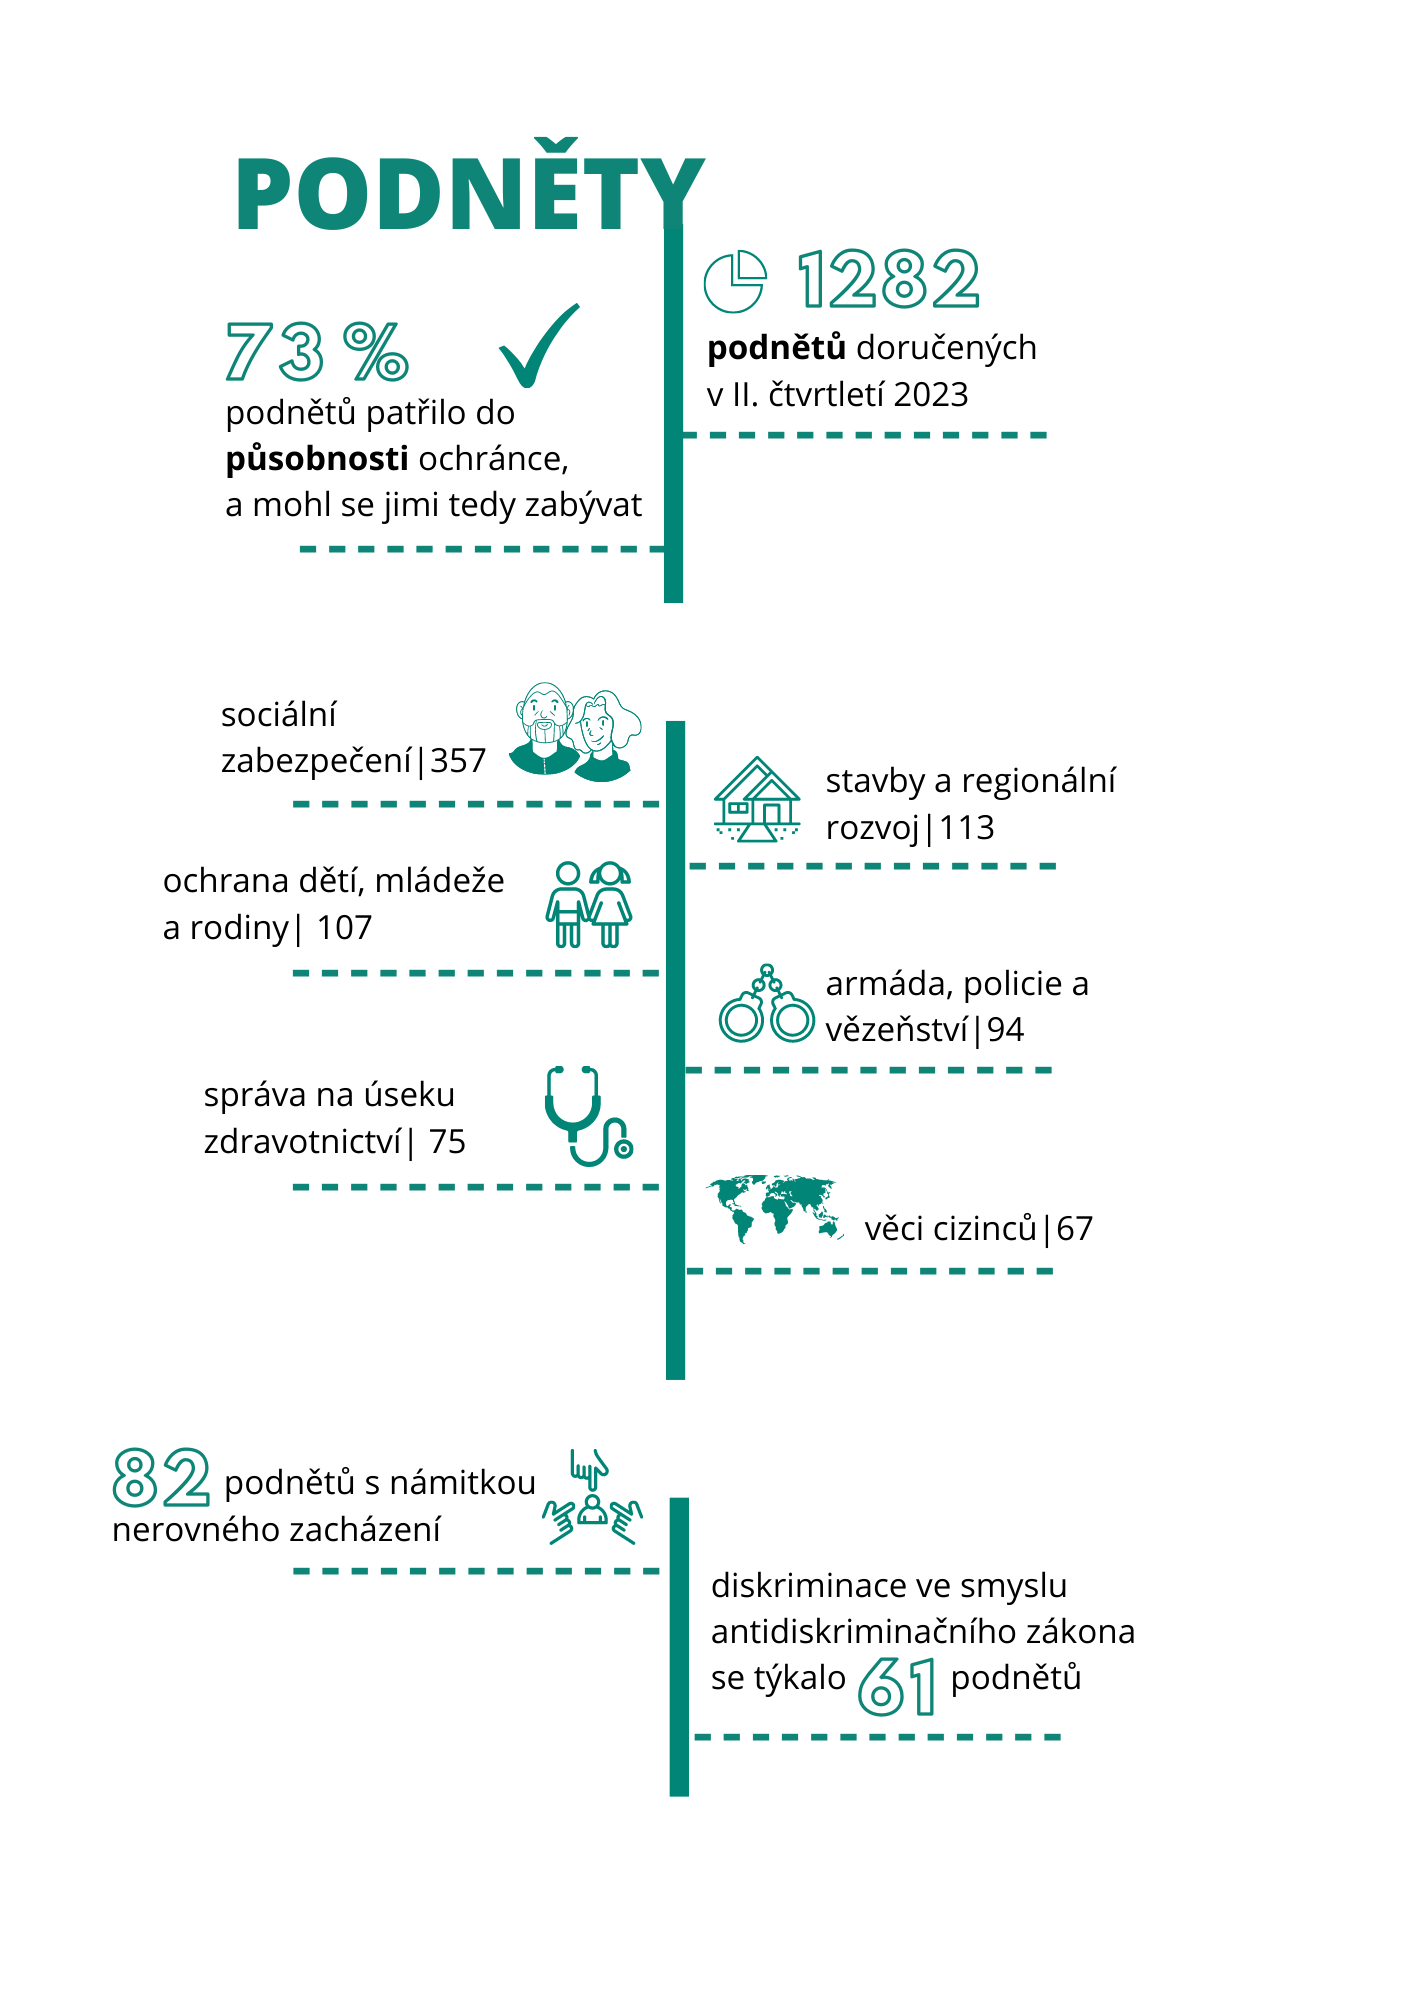 PODNĚTY
1282
podnětů doručených
v II. čtvrtletí 2023
73 %
podnětů patřilo do
působnosti ochránce,
a mohl se jimi tedy zabývat
sociální
zabezpečení|357
stavby a regionální
rozvoj|113
ochrana dětí, mládeže
a rodiny| 107
armáda, policie a
vězeňství|94
správa na úseku
zdravotnictví| 75
věci cizinců|67
82 podnětů s námitkou
nerovného zacházení
diskriminace ve smyslu
antidiskriminačního zákona
se týkalo 61 podnětů